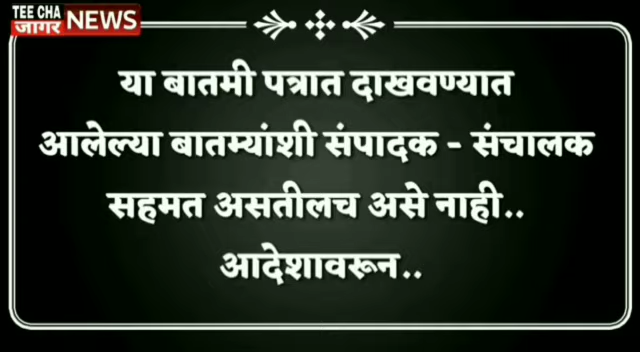 TEE CHA
जागर NEWS
या बातमी पत्रात दाखवण्यात
आलेल्या बातम्यांशी संपादक - संचालक
सहमत असतीलच असे नाही..
आदेशावरून..